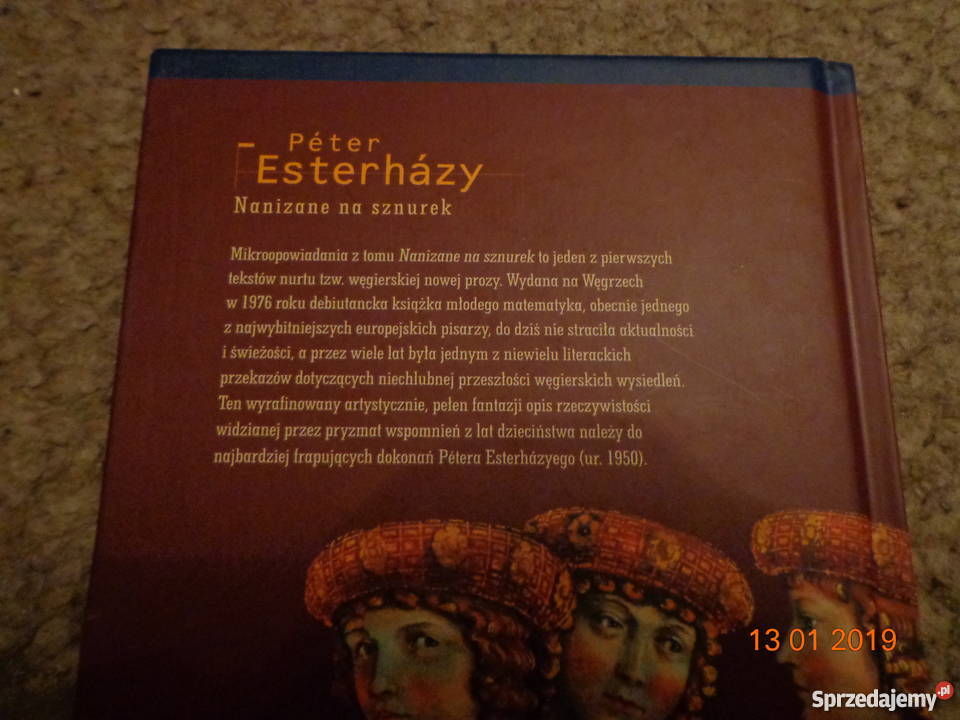 Péter
Esterházy
Nanizane na sznurek
Mikroopowiadania z tomu Nanizane na sznurek to jeden z pierwszych
tekstów nurtu tzw. węgierskiej nowej prozy. Wydana na Węgrzech
w 1976 roku debiutancka książka młodego matematyka, obecnie jednego
z najwybitniejszych europejskich pisarzy, do dziś nie straciła aktualności
i świeżości, a przez wiele lat była jednym z niewielu literackich
przekazów dotyczących niechlubnej przeszłości węgierskich wysiedleń.
Ten wyrafinowany artystycznie, pełen fantazji opis rzeczywistości
widzianej przez pryzmat wspomnień z lat dzieciństwa należy do
najbardziej frapujących dokonań Pétera Esterházyego (ur. 1950).
13 01 2019
Sprzedajemy.pl